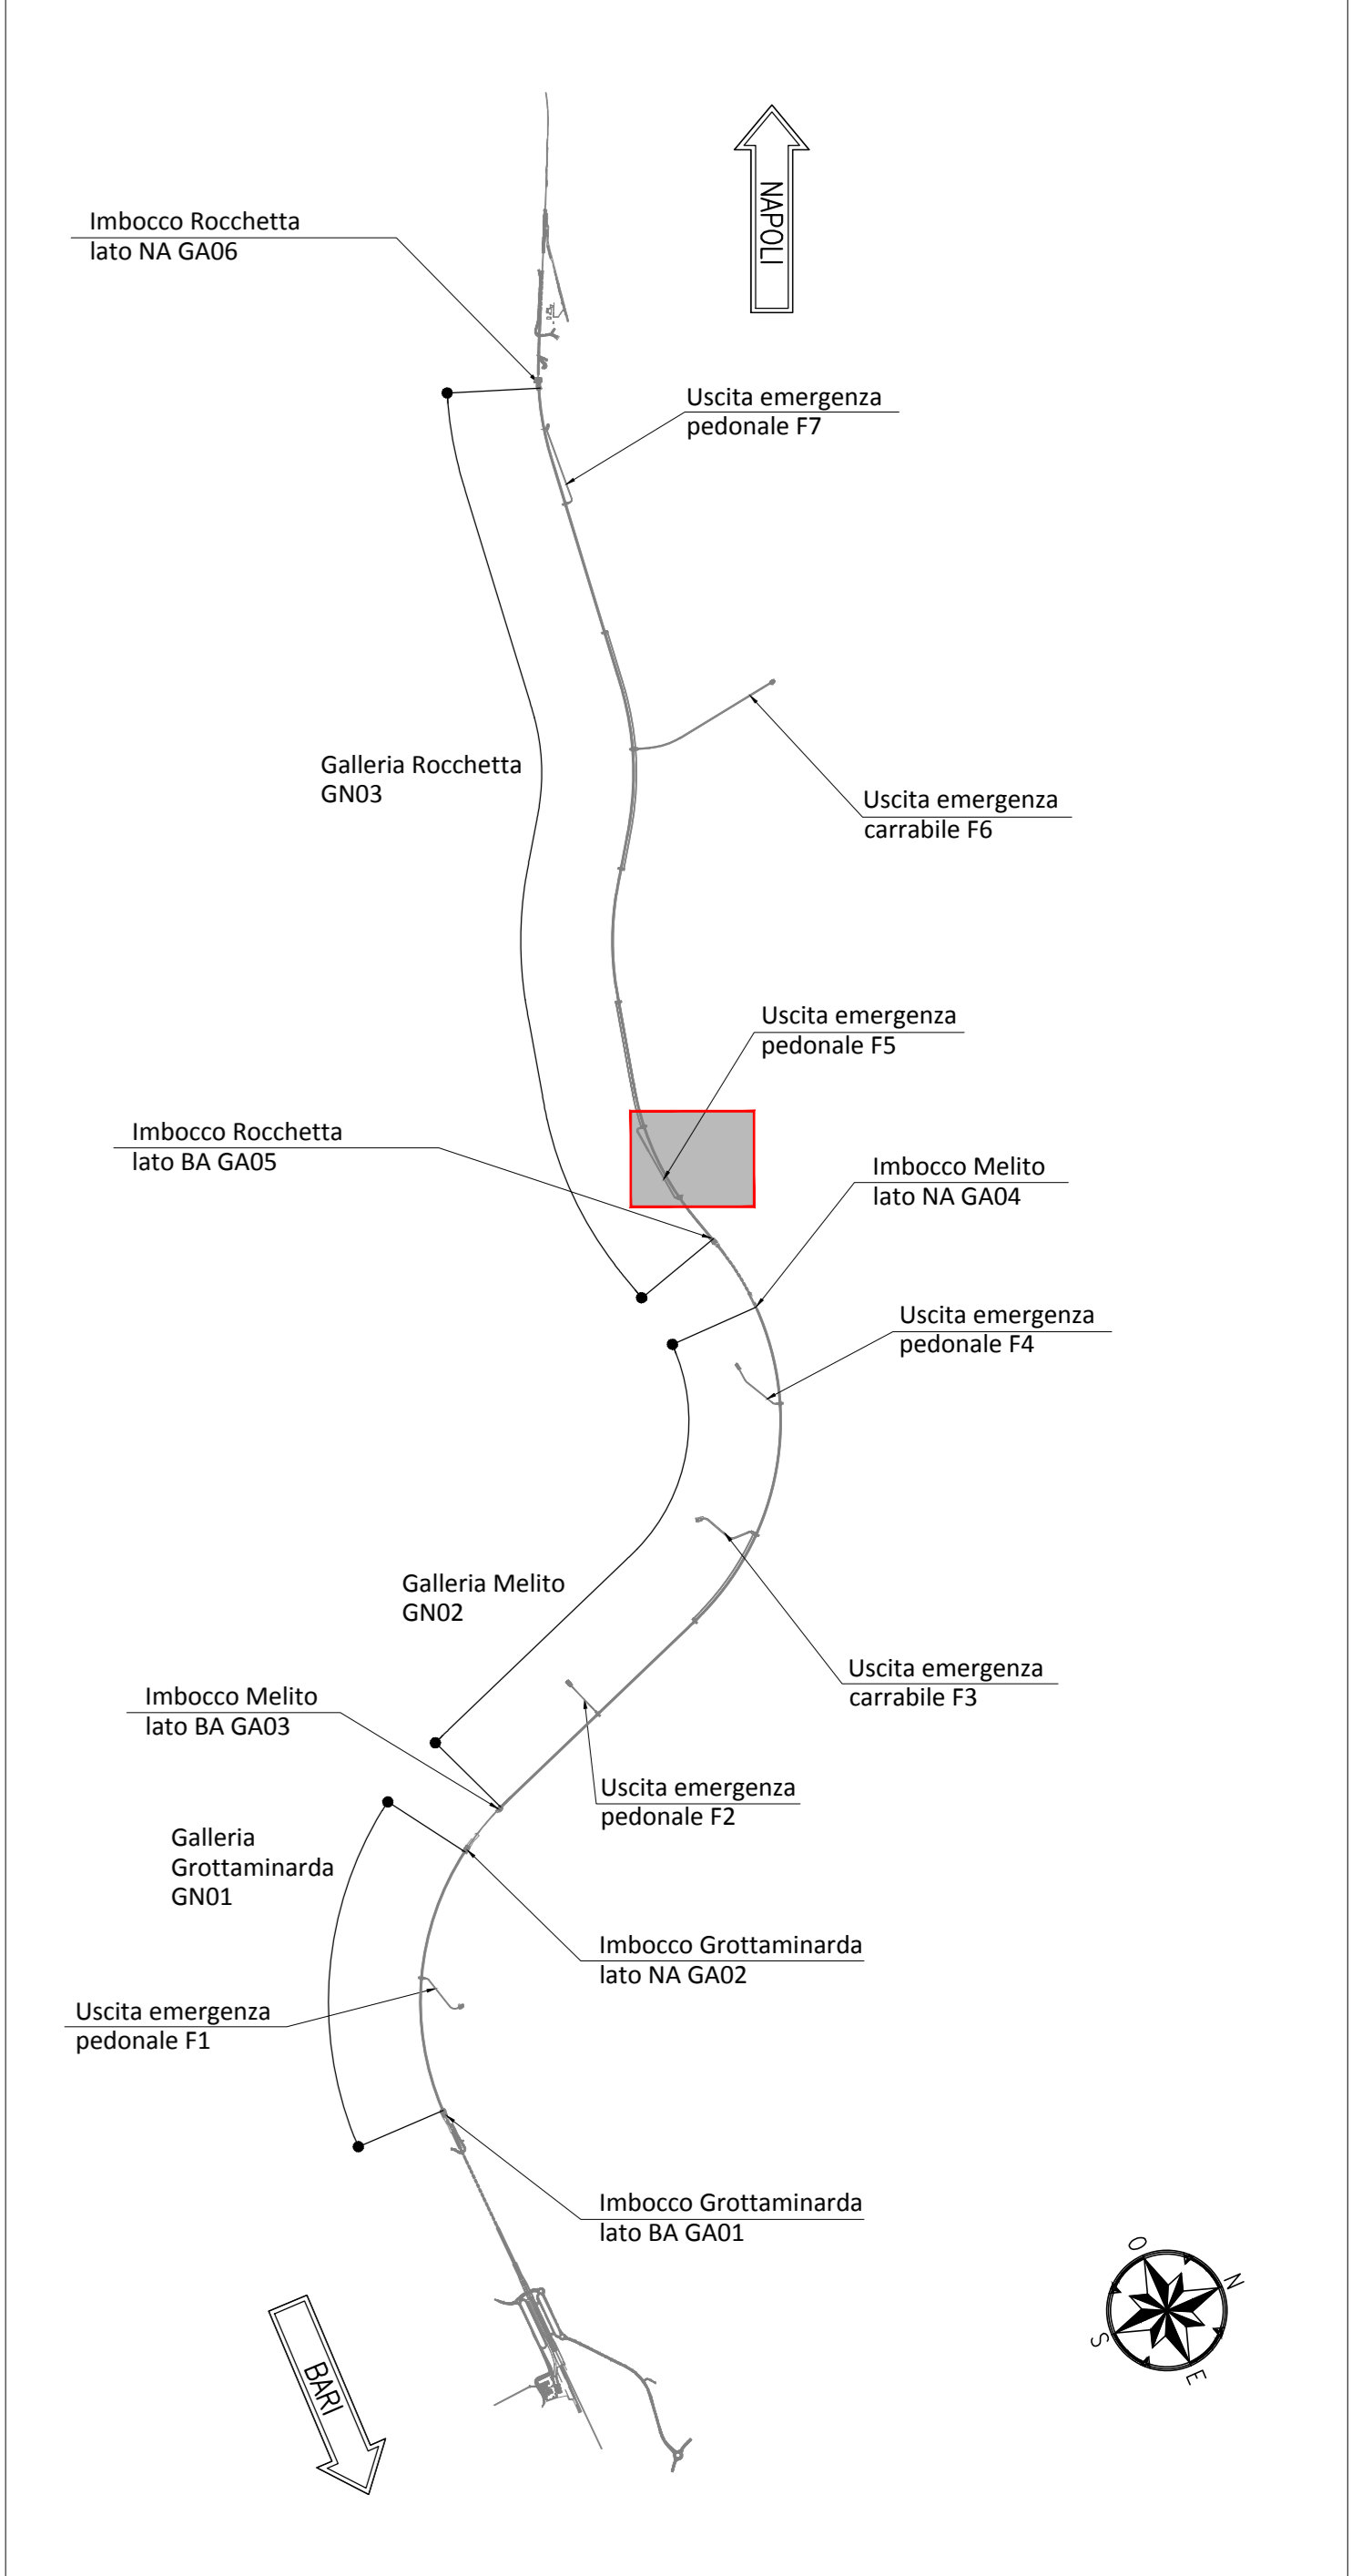 NAPOLI
Imbocco Rocchetta
lato NA GA06
Uscita emergenza
pedonale F7
Galleria Rocchetta
GN03
Uscita emergenza
carrabile F6
Uscita emergenza
pedonale F5
Imbocco Rocchetta
lato BA GA05
Imbocco Melito
lato NA GA04
Uscita emergenza
pedonale F4
Galleria Melito
GN02
Uscita emergenza
carrabile F3
Imbocco Melito
lato BA GA03
Uscita emergenza
pedonale F2
Galleria
Grottaminarda
GN01
Imbocco Grottaminarda
lato NA GA02
Uscita emergenza
pedonale F1
Imbocco Grottaminarda
lato BA GA01
O
N
S
E
BARI